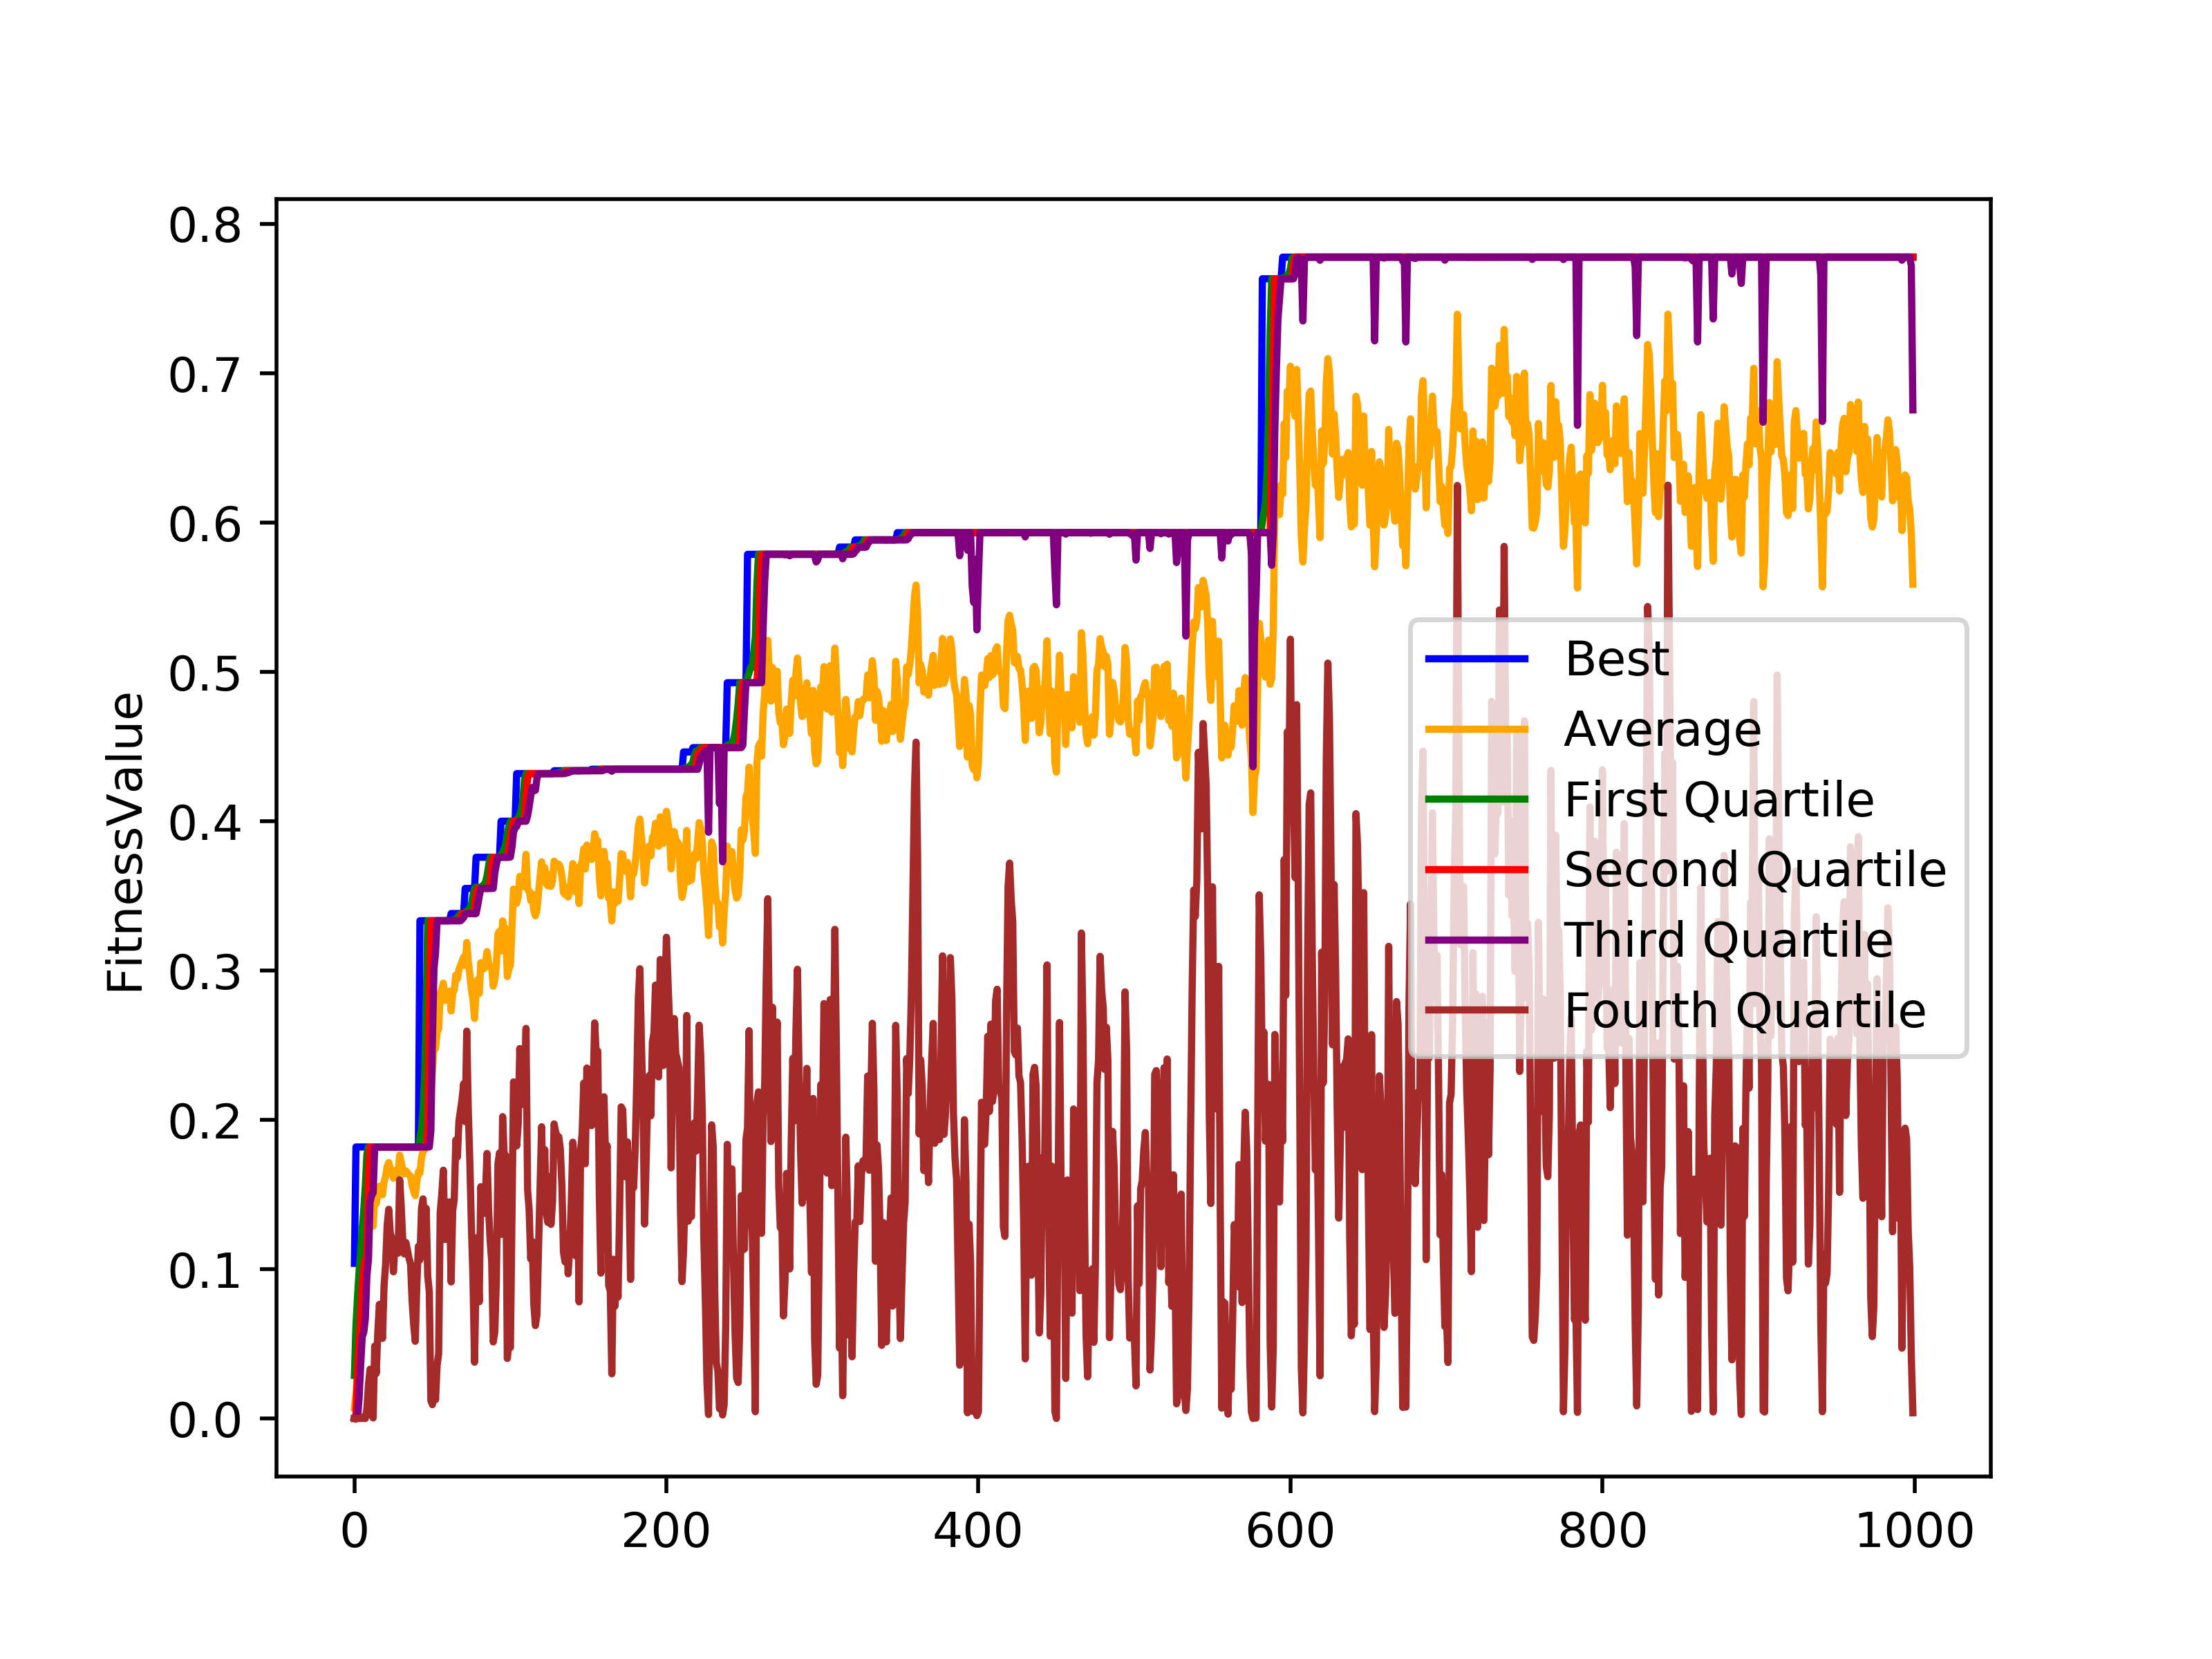 0.8
0.7
0.6
0.5
0.4
0.3
0.2
0.1
0.0
FitnessValue
0 200 400 600 800 1000
Best
Average
First Quartile
Second Quartile
Third Quartile
Fourth Quartile